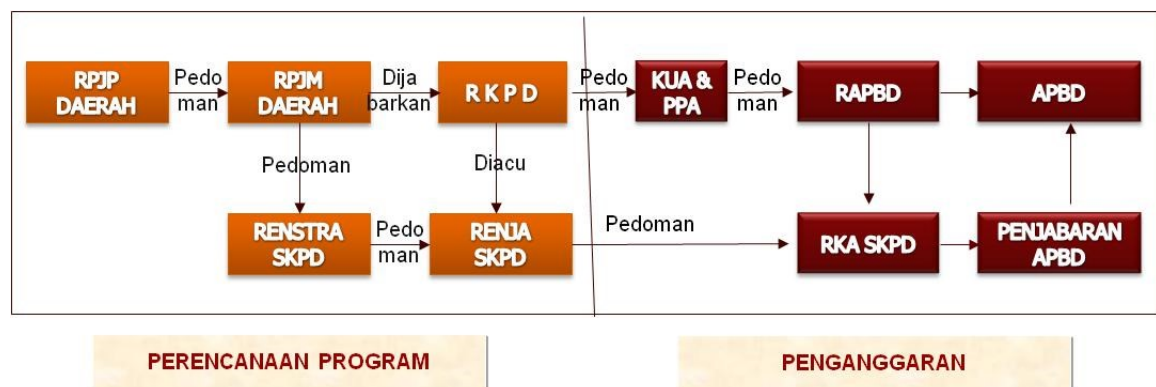 RPJP
DAERAH
Pedo
man
RPJM
DAERAH
Dija
barkan
R K P D
Pedo
man
KUA &
PPA
Pedo
man
RAPBD
APBD
Pedoman
Diacu
RENSTRA
SKPD
Pedo
man
RENJA
SKPD
Pedoman
RKA SKPD
PENJABARAN
APBD
PERENCANAAN PROGRAM
PENGANGGARAN